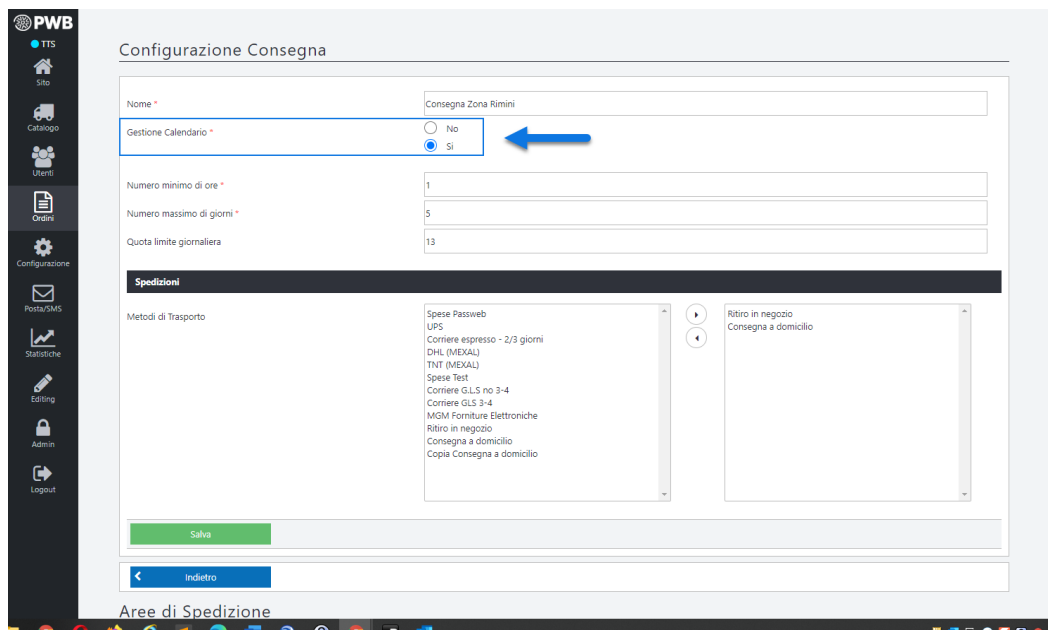 PWB
TTS
Sito
Catalogo
Utenti
Ordini
Configurazione
Posta/SMS
Statistiche
Editing
Admin
Logout
Configurazione Consegna
Nome *
Consegna Zona Rimini
Gestione Calendario *
No
Si
Numero minimo di ore *
1
Numero massimo di giorni *
5
Quota limite giornaliera
13
Spedizioni
Metodi di Trasporto
Spese Passweb
UPS
Corriere espresso - 2/3 giorni
DHL (MEXAL)
TNT (MEXAL)
Spese Test
Corriere G.L.S no 3-4
Corriere GLS 3-4
MGM Forniture Elettroniche
Ritiro in negozio
Consegna a domicilio
Copia Consegna a domicilio
Ritiro in negozio
Consegna a domicilio
Salva
Indietro
Aree di Spedizione